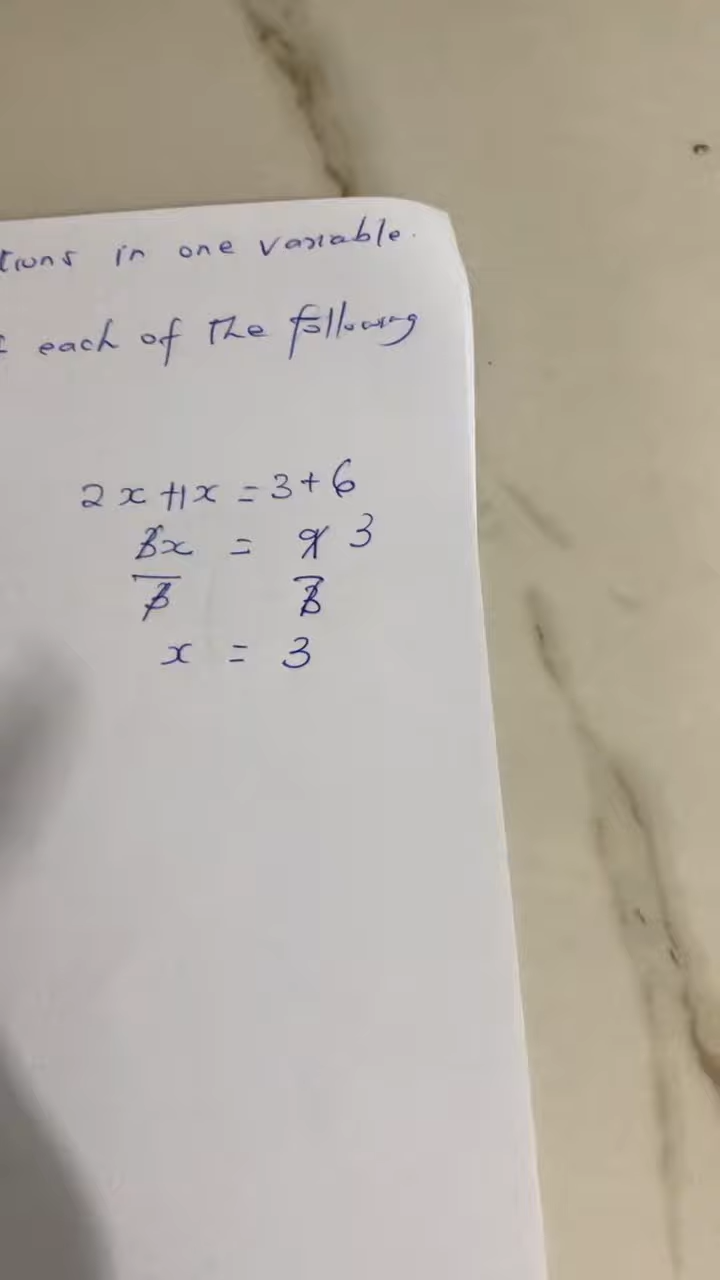 in one variable.
each of the following
2x+1x = 3+6
3x = 9 3
3 3
x = 3